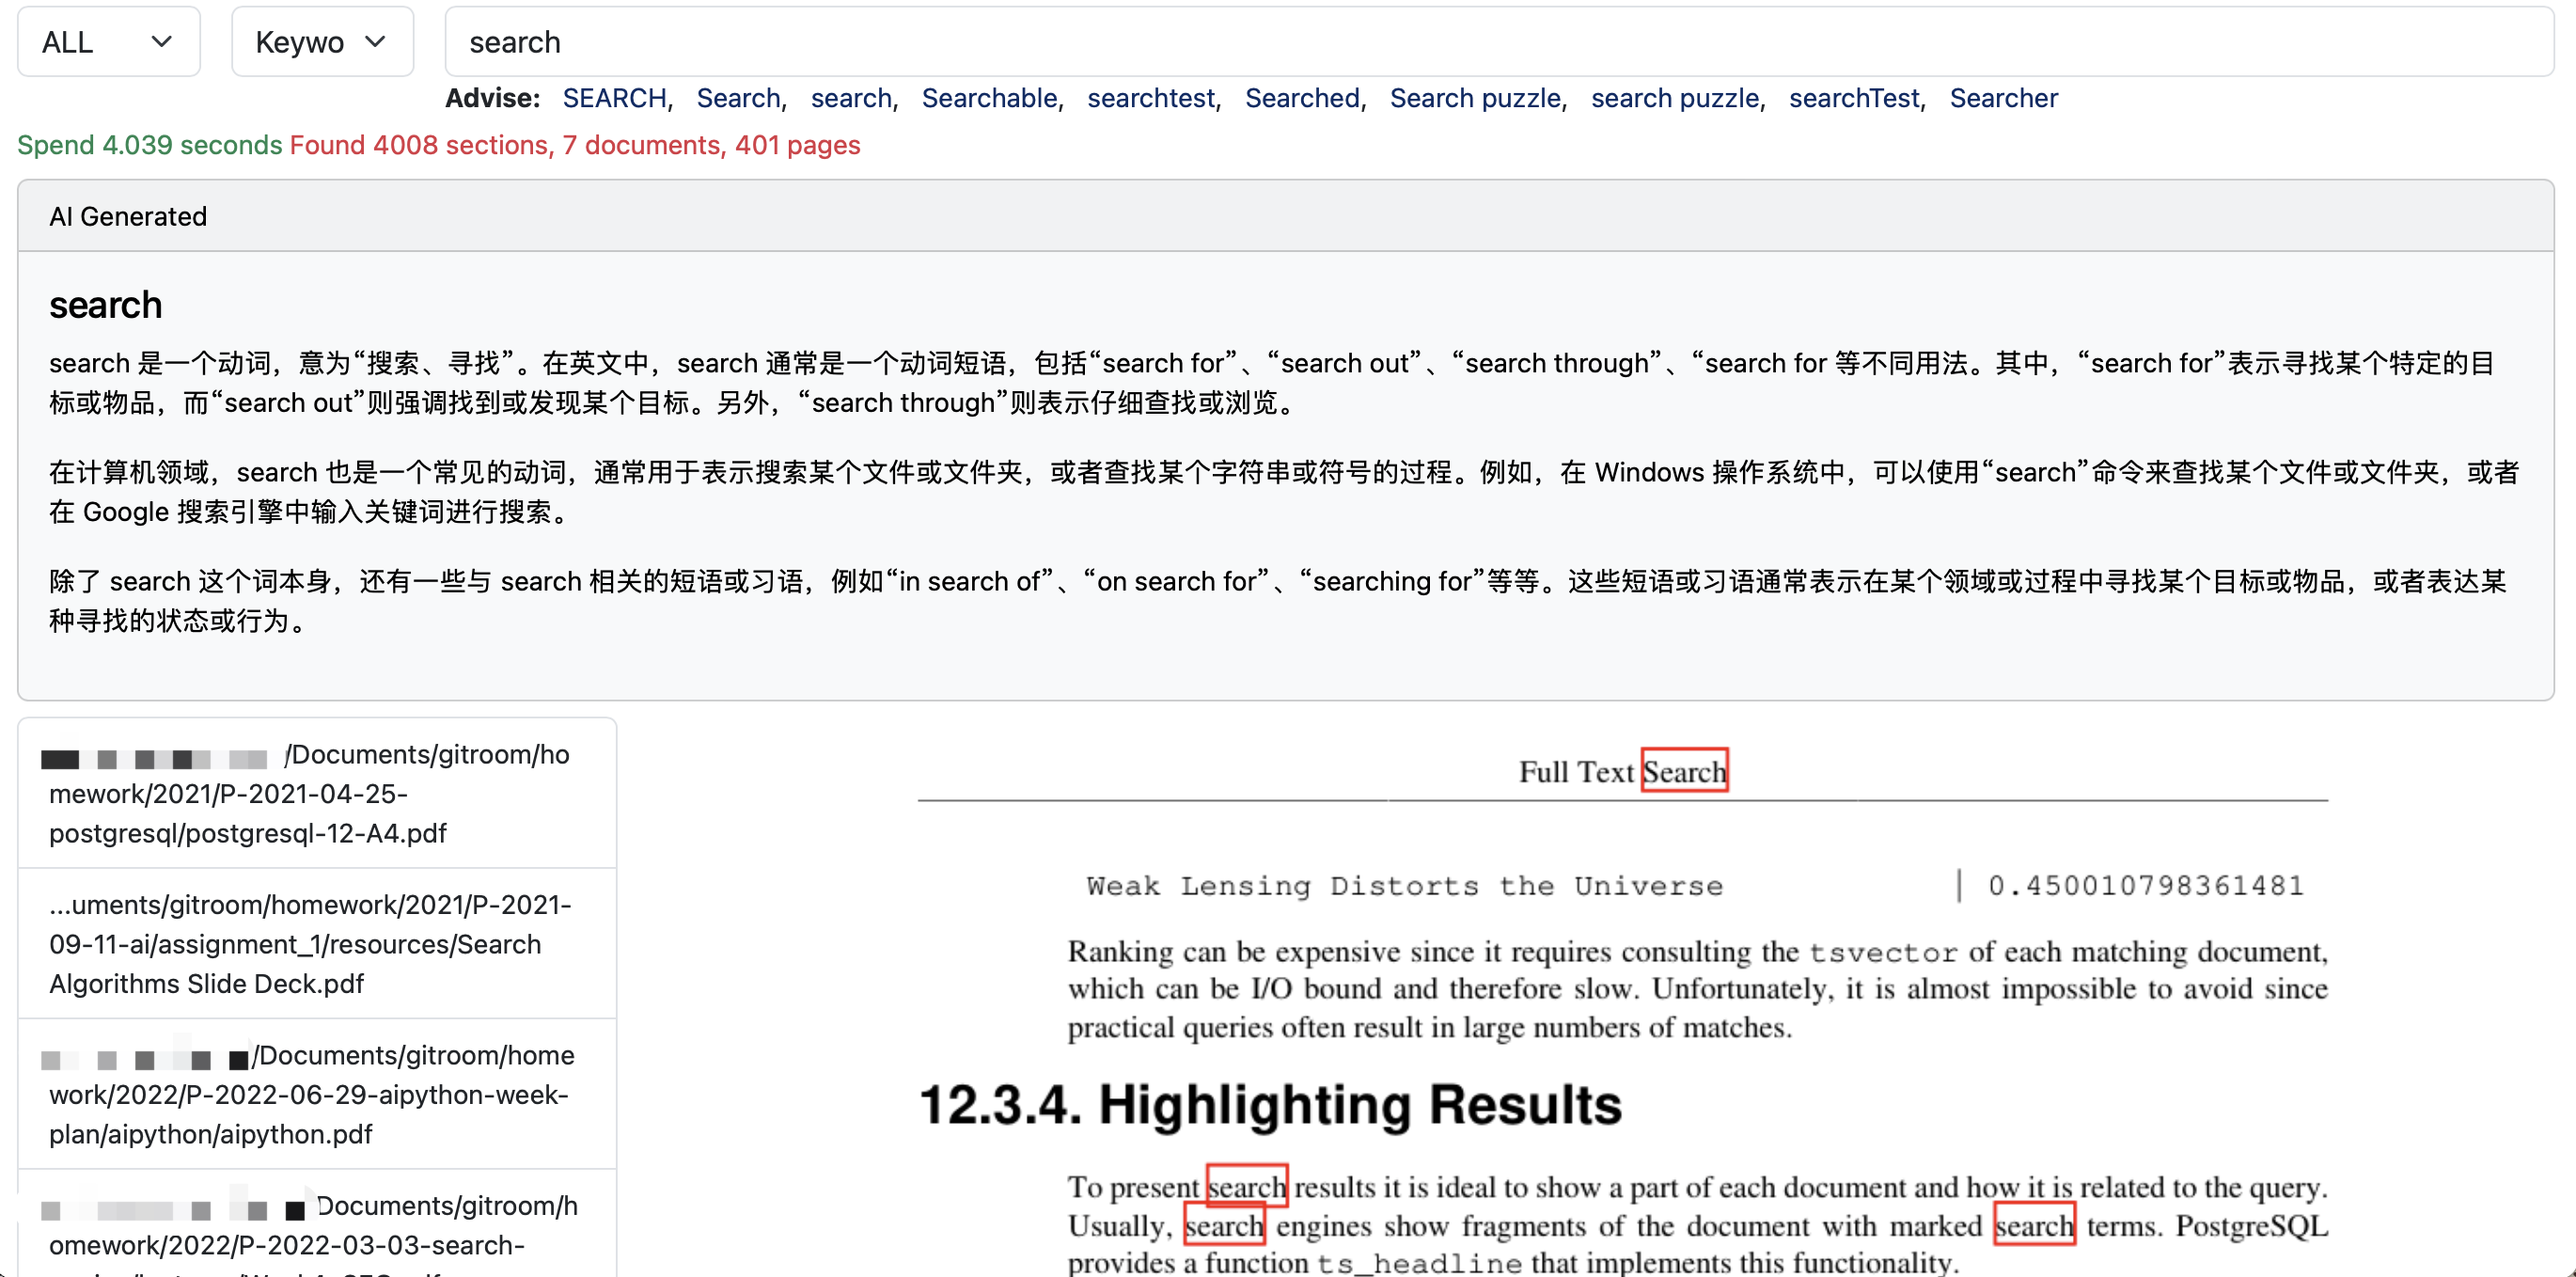 ALL
Keywo
search
Advise: SEARCH, Search, search, Searchable, searchtest, Searched, Search puzzle, search puzzle, searchTest, Searcher
Spend 4.039 seconds Found 4008 sections, 7 documents, 401 pages
AI Generated
search
search 是一个动词，意为“搜索、寻找”。在英文中，search 通常是一个动词短语，包括“search for”、“search out”、“search through”、“search for 等不同用法。其中，“search for”表示寻找某个特定的目
标或物品，而“search out”则强调找到或发现某个目标。另外，“search through”则表示仔细查找或浏览。
在计算机领域，search 也是一个常见的动词，通常用于表示搜索某个文件或文件夹，或者查找某个字符串或符号的过程。例如，在 Windows 操作系统中，可以使用“search”命令来查找某个文件或文件夹，或者
在 Google 搜索引擎中输入关键词进行搜索。
除了 search 这个词本身，还有一些与 search 相关的短语或习语，例如“in search of”、“on search for”、“searching for”等等。这些短语或习语通常表示在某个领域或过程中寻找某个目标或物品，或者表达某
种寻找的状态或行为。
/Documents/gitroom/ho
mework/2021/P-2021-04-25-
postgresql/postgresql-12-A4.pdf
...uments/gitroom/homework/2021/P-2021-
09-11-ai/assignment_1/resources/Search
Algorithms Slide Deck.pdf
/Documents/gitroom/home
work/2022/P-2022-06-29-aipython-week-
plan/aipython/aipython.pdf
Documents/gitroom/h
omework/2022/P-2022-03-03-search-
Full Text Search
Weak Lensing Distorts the Universe | 0.450010798361481
Ranking can be expensive since it requires consulting the tsvector of each matching document,
which can be I/O bound and therefore slow. Unfortunately, it is almost impossible to avoid since
practical queries often result in large numbers of matches.
12.3.4. Highlighting Results
To present search results it is ideal to show a part of each document and how it is related to the query.
Usually, search engines show fragments of the document with marked search terms. PostgreSQL
provides a function ts_headline that implements this functionality.